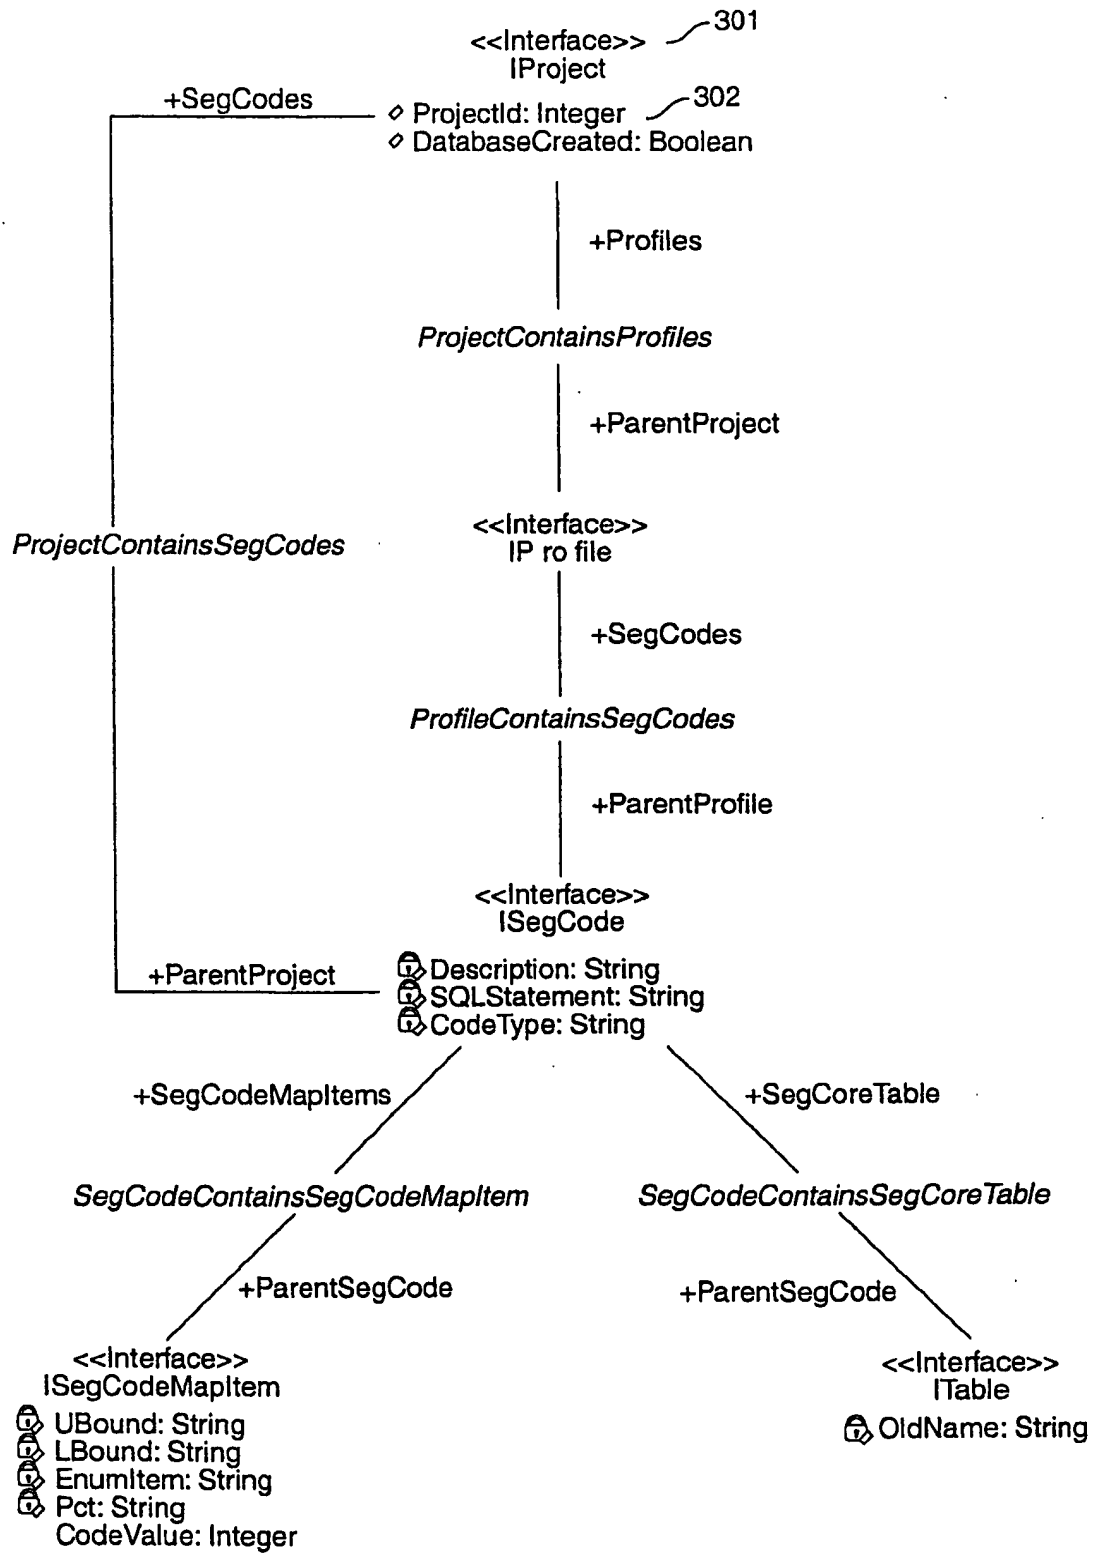 301
<<Interface>>
IProject
+SegCodes
302
ProjectId: Integer
DatabaseCreated: Boolean
+Profiles
ProjectContainsProfiles
+ParentProject
<<Interface>>
IP ro file
ProjectContainsSegCodes
+SegCodes
ProfileContainsSegCodes
+ParentProfile
<<Interface>>
ISegCode
+ParentProject
Description: String
SQLStatement: String
CodeType: String
+SegCodeMapItems
+SegCoreTable
SegCodeContainsSegCodeMapItem
SegCodeContainsSegCoreTable
+ParentSegCode
+ParentSegCode
<<Interface>>
ISegCodeMapItem
UBound: String
LBound: String
EnumItem: String
Pct: String
CodeValue: Integer
<<Interface>>
ITable
OldName: String